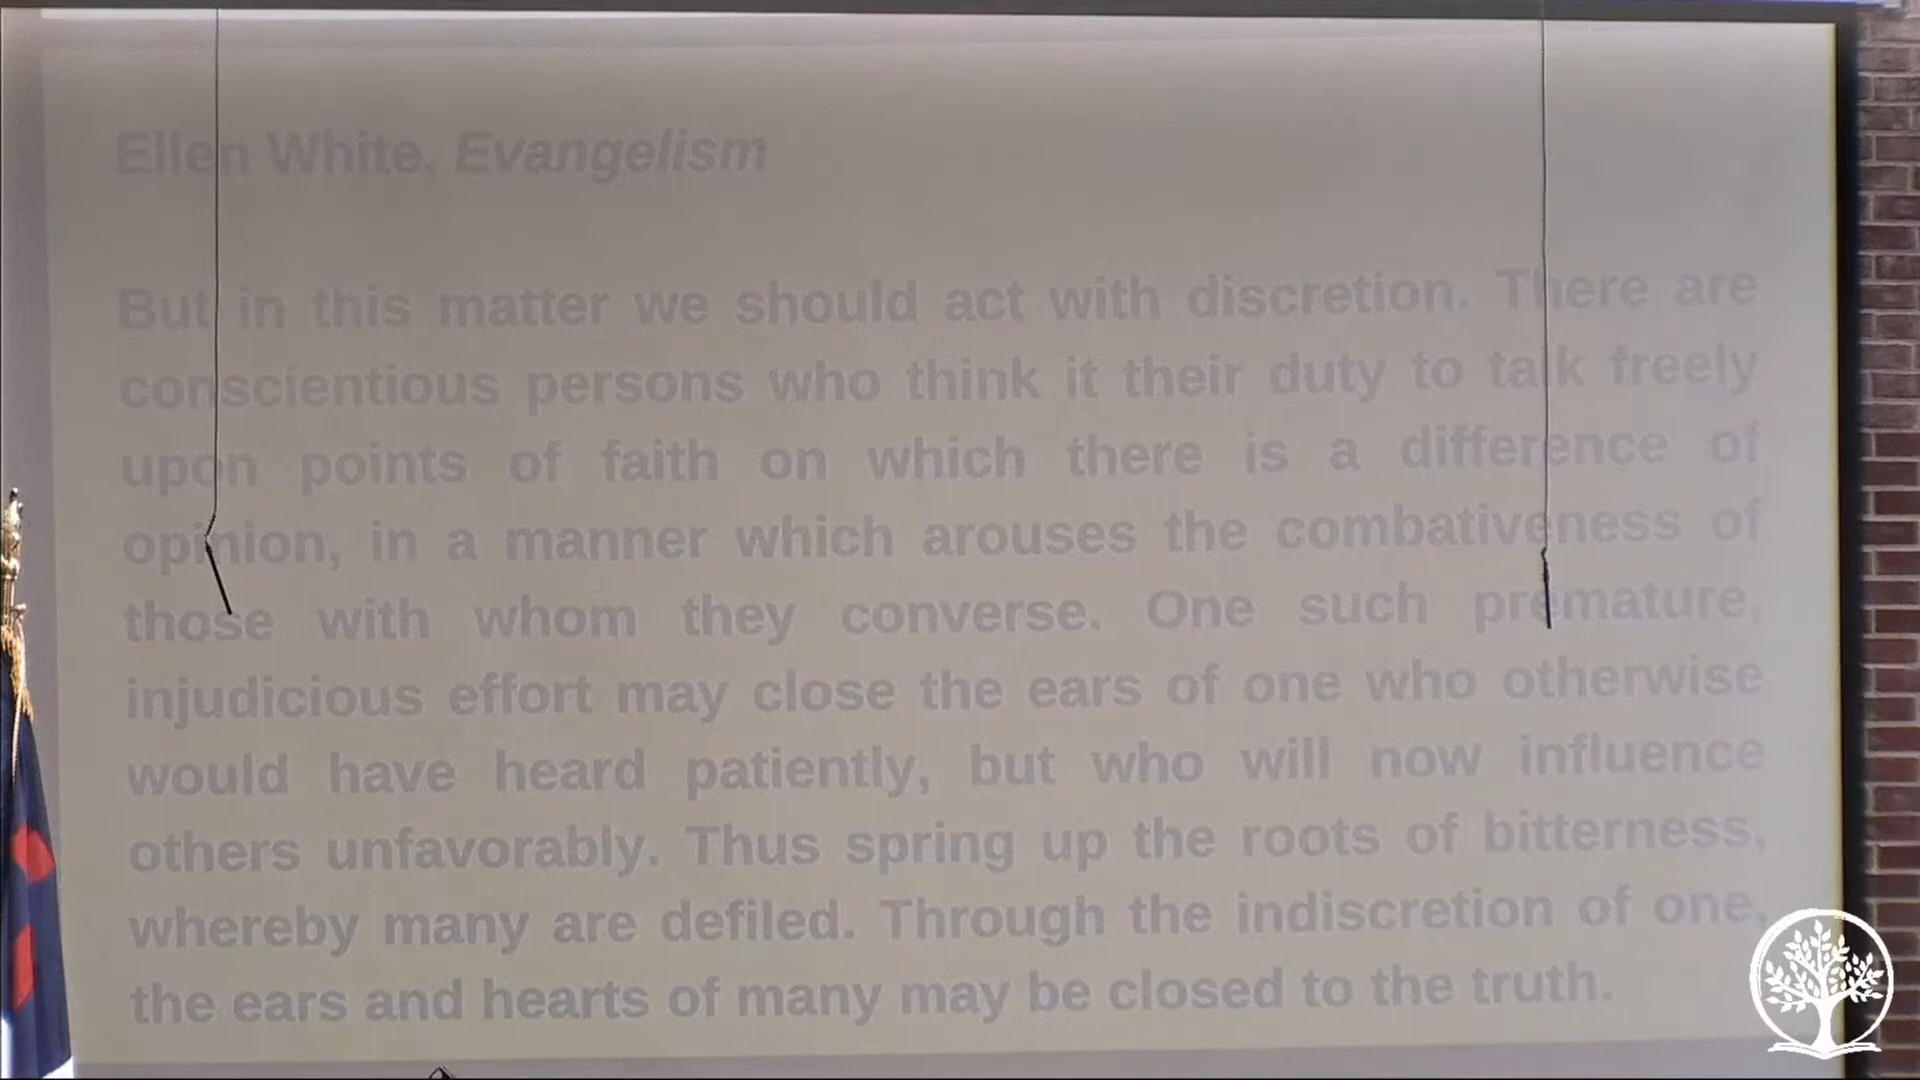 Ellen White, Evangelism
But in this matter we should act with discretion. There are
conscientious persons who think it their duty to talk freely
upon points of faith on which there is a difference of
opinion, in a manner which arouses the combativeness of
those with whom they converse. One such premature,
injudicious effort may close the ears of one who otherwise
would have heard patiently, but who will now influence
others unfavorably. Thus spring up the roots of bitterness,
whereby many are defiled. Through the indiscretion of one,
the ears and hearts of many may be closed to the truth.